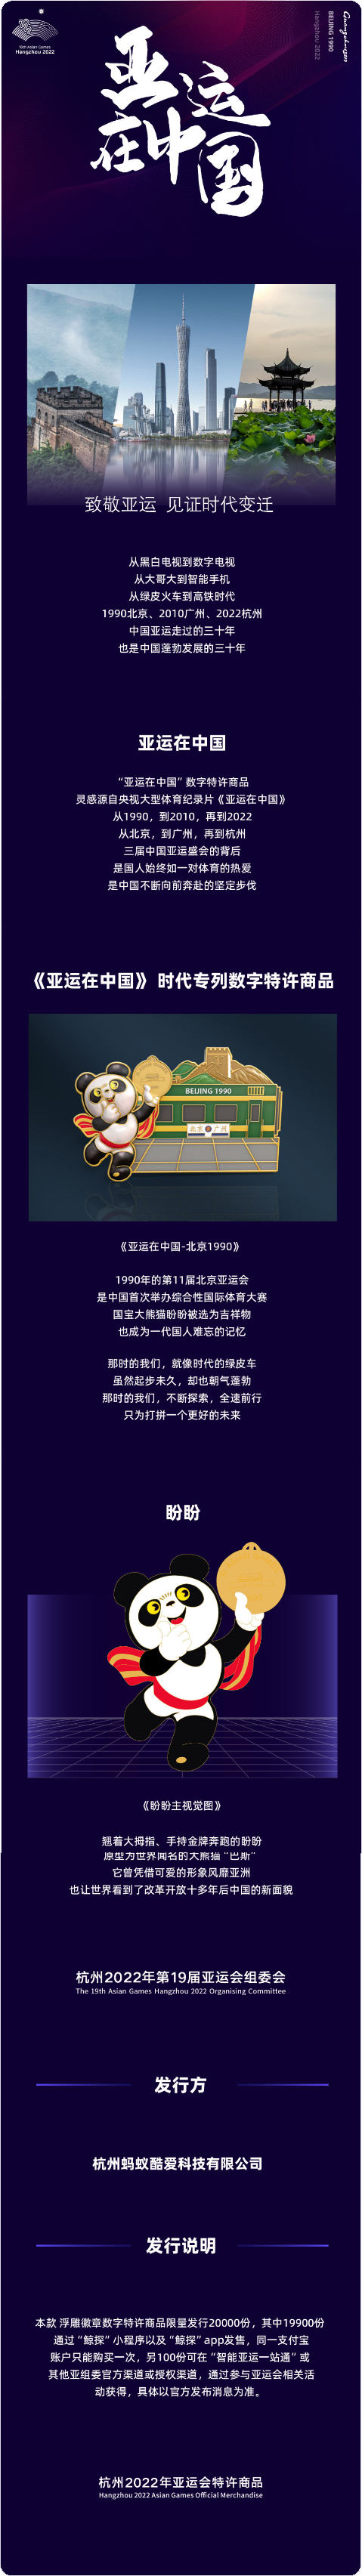 19th Asian Games
Hangzhou 2022
Guangzhou 2010
BEIJING 1990
Hangzhou 2022
亚运
在中国
致敬亚运 见证时代变迁
从黑白电视到数字电视
从大哥大到智能手机
从绿皮火车到高铁时代
1990北京、2010广州、2022杭州
中国亚运走过的三十年
也是中国蓬勃发展的三十年
亚运在中国
“亚运在中国”数字特许商品
灵感源自央视大型体育纪录片《亚运在中国》
从1990，到2010，再到2022
从北京，到广州，再到杭州
三届中国亚运盛会的背后
是国人始终如一对体育的热爱
是中国不断向前奔赴的坚定步伐
《亚运在中国》时代专列数字特许商品
BEIJING 1990
北京 广州
《亚运在中国-北京1990》
1990年的第11届北京亚运会
是中国首次举办综合性国际体育大赛
国宝大熊猫盼盼被选为吉祥物
也成为一代国人难忘的记忆
那时的我们，就像时代的绿皮车
虽然起步未久，却也朝气蓬勃
那时的我们，不断探索，全速前行
只为打拼一个更好的未来
盼盼
《盼盼主视觉图》
翘着大拇指、手持金牌奔跑的盼盼
原型为世界闻名的大熊猫“巴斯”
它曾凭借可爱的形象风靡亚洲
也让世界看到了改革开放十多年后中国的新面貌
杭州2022年第19届亚运会组委会
The 19th Asian Games Hangzhou 2022 Organising Committee
发行方
杭州蚂蚁酷爱科技有限公司
发行说明
本款 浮雕徽章数字特许商品限量发行20000份，其中19900份
通过“鲸探”小程序以及“鲸探”app发售，同一支付宝
账户只能购买一次，另100份可在“智能亚运一站通”或
其他亚组委官方渠道或授权渠道，通过参与亚运会相关活
动获得，具体以官方发布消息为准。
杭州2022年亚运会特许商品
Hangzhou 2022 Asian Games Official Merchandise